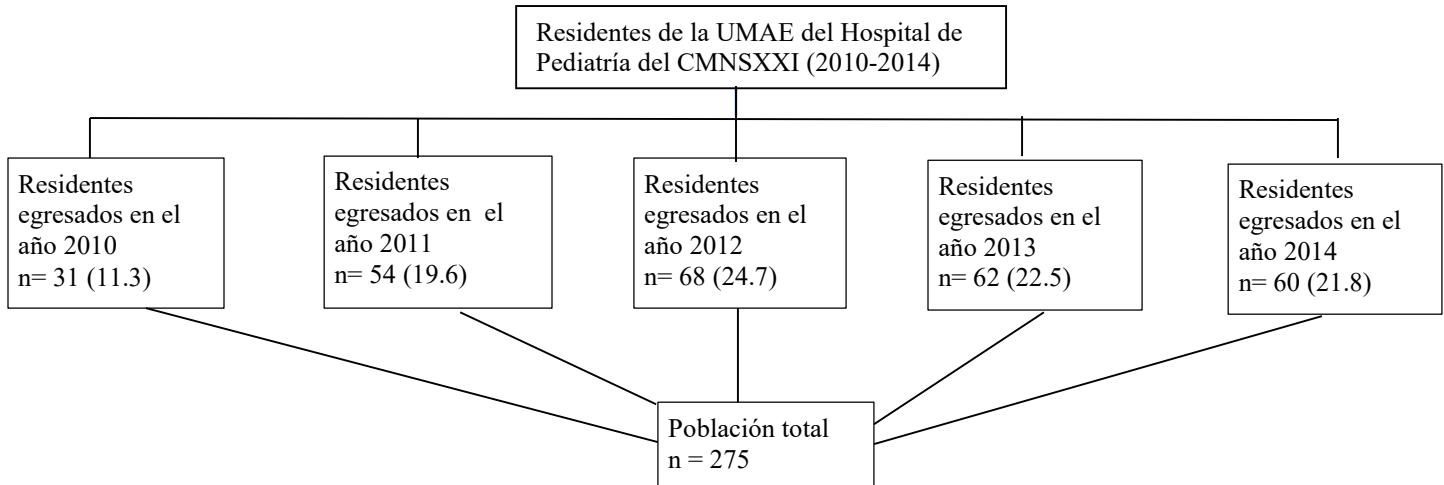 Residentes de la UMAE del Hospital de
Pediatría del CMNSXXI (2010-2014)
Residentes
egresados en el
año 2010
n= 31 (11.3)
Residentes
egresados en  el
año 2011
n= 54 (19.6)
Residentes
egresados en el
año 2012
n= 68 (24.7)
Residentes
egresados en el
año 2013
n= 62 (22.5)
Residentes
egresados en el
año 2014
n= 60 (21.8)
Población total
n = 275